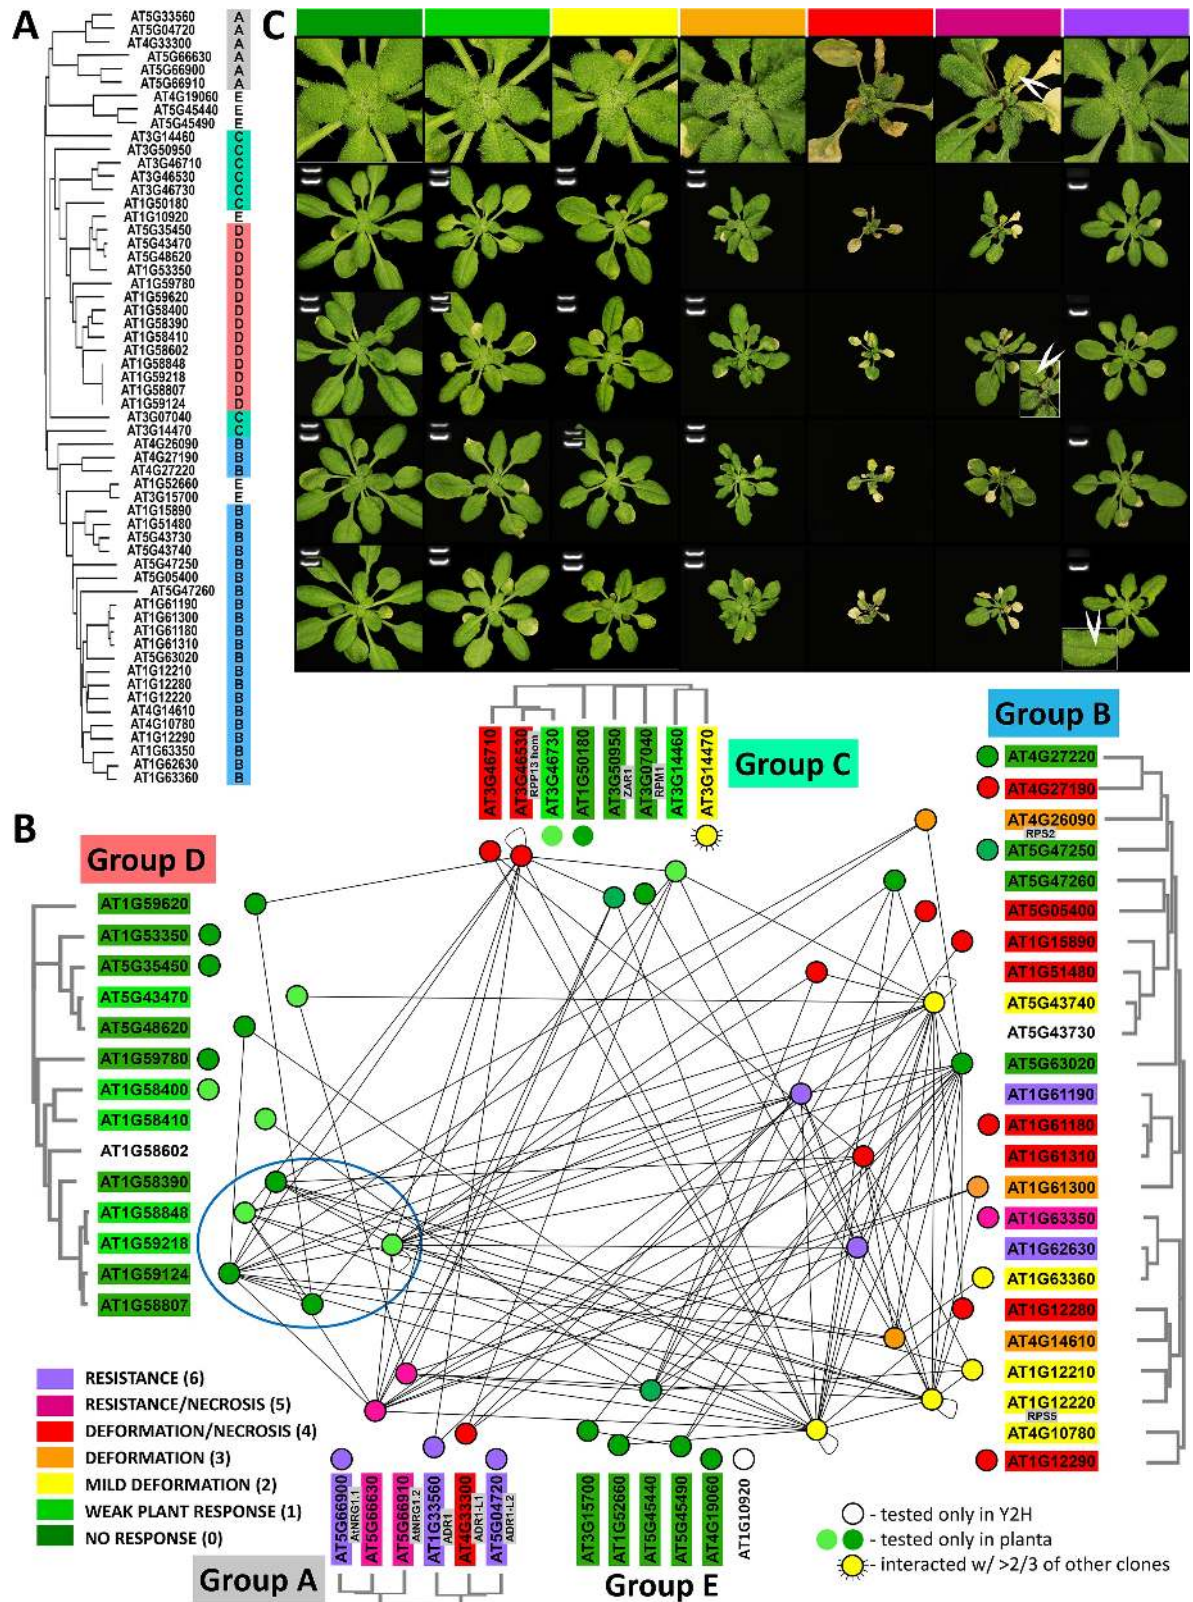 A
AT5G33560 A
AT5G04720 A
AT4G33300 A
AT5G66630 A
AT5G66900 A
AT5G66910 A
AT4G19060 E
AT5G45440 E
AT5G45490 E
AT3G14460 C
AT3G50950 C
AT3G46710 C
AT3G46530 C
AT3G46730 C
AT1G50180 C
AT1G10920 E
AT5G35450 D
AT5G43470 D
AT5G48620 D
AT1G53350 D
AT1G59780 D
AT1G59620 D
AT1G58400 D
AT1G58390 D
AT1G58410 D
AT1G58602 D
AT1G58848 D
AT1G59218 D
AT1G58807 D
AT1G59124 D
AT3G07040 C
AT3G14470 C
AT4G26090 B
AT4G27190 B
AT4G27220 B
AT1G52660 E
AT3G15700 E
AT1G15890 B
AT1G51480 B
AT5G43730 B
AT5G43740 B
AT5G47250 B
AT5G05400 B
AT5G47260 B
AT1G61190 B
AT1G61300 B
AT1G61180 B
AT1G61310 B
AT5G63020 B
AT1G12210 B
AT1G12280 B
AT1G12220 B
AT4G14610 B
AT4G10780 B
AT1G12290 B
AT1G63350 B
AT1G62630 B
AT1G63360 B
C
B
Group C
AT3G46710
AT3G46530
RPP13 hom
AT3G46730
AT1G50180
AT3G50950
ZAR1
AT3G07040
RPM1
AT3G14460
AT3G14470
Group B
AT4G27220
AT4G27190
AT4G26090
RPS2
AT5G47250
AT5G47260
AT5G05400
AT1G15890
AT1G51480
AT5G43740
AT5G43730
AT5G63020
AT1G61190
AT1G61180
AT1G61310
AT1G61300
AT1G63350
AT1G62630
AT1G63360
AT1G12280
AT4G14610
AT1G12210
AT1G12220
RPS5
AT4G10780
AT1G12290
Group D
AT1G59620
AT1G53350
AT5G35450
AT5G43470
AT5G48620
AT1G59780
AT1G58400
AT1G58410
AT1G58602
AT1G58390
AT1G58848
AT1G59218
AT1G59124
AT1G58807
RESISTANCE (6)
RESISTANCE/NECROSIS (5)
DEFORMATION/NECROSIS (4)
DEFORMATION (3)
MILD DEFORMATION (2)
WEAK PLANT RESPONSE (1)
NO RESPONSE (0)
AT5G66900
AtNRG1.1
AT5G66630
AT5G66910
AtNRG1.2
AT1G33560
ADR1
AT4G33300
ADR1-L1
AT5G04720
ADR1-L2
Group A
AT3G15700
AT1G52660
AT5G45440
AT5G45490
AT4G19060
AT1G10920
Group E
- tested only in Y2H
- tested only in planta
- interacted w/ >2/3 of other clones